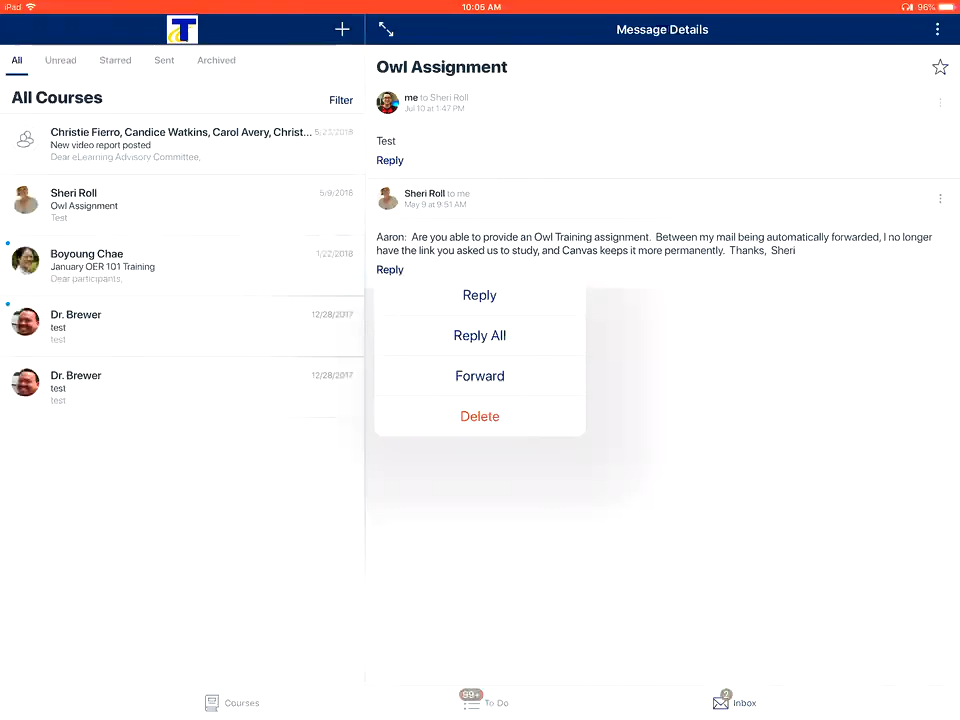 iPad
10:05 AM
96%
T
Message Details
All Unread Starred Sent Archived
All Courses
Filter
Christie Fierro, Candice Watkins, Carol Avery, Christ... 5/23/2018
New video report posted
Dear eLearning Advisory Committee,
Sheri Roll 5/9/2018
Owl Assignment
Test
Boyoung Chae 1/22/2018
January OER 101 Training
Dear participants,
Dr. Brewer 12/28/2017
test
test
Dr. Brewer 12/28/2017
test
test
Owl Assignment
me to Sheri Roll
Jul 10 at 1:47 PM
Test
Reply
Sheri Roll to me
May 9 at 9:51 AM
Aaron: Are you able to provide an Owl Training assignment. Between my mail being automatically forwarded, I no longer
have the link you asked us to study, and Canvas keeps it more permanently. Thanks, Sheri
Reply
Reply
Reply All
Forward
Delete
Courses
99+
To Do
2
Inbox